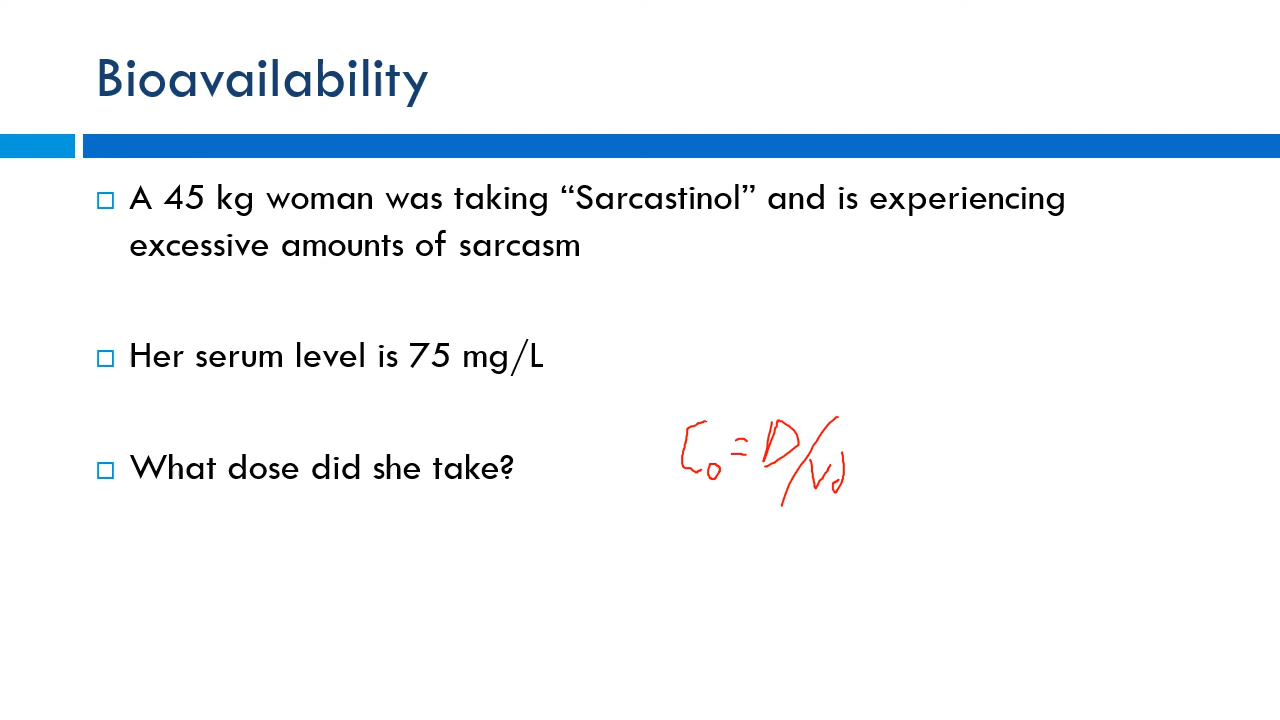 Bioavailability
A 45 kg woman was taking “Sarcastinol” and is experiencing
excessive amounts of sarcasm
Her serum level is 75 mg/L
What dose did she take?
C₀ = D/Vd